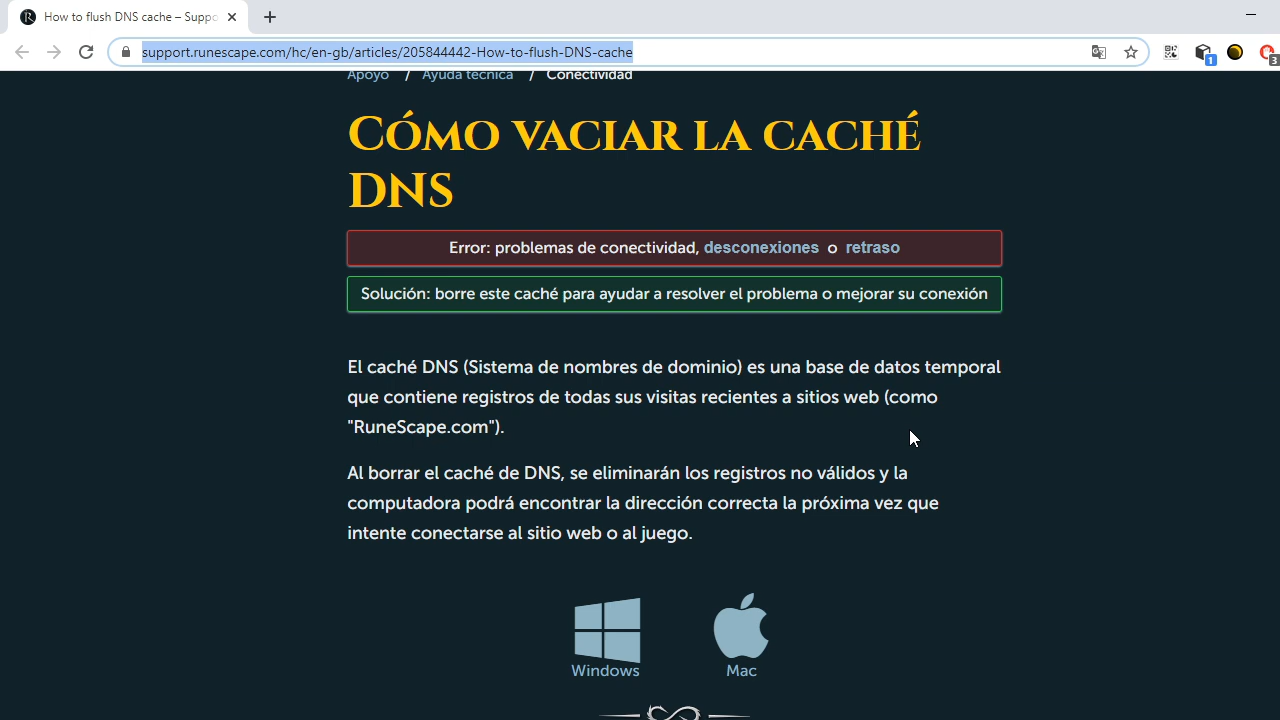 How to flush DNS cache – Suppo
support.runescape.com/hc/en-gb/articles/205844442-How-to-flush-DNS-cache
1
3
Apoyo / Ayuda técnica / Conectividad
Cómo vaciar la caché
DNS
Error: problemas de conectividad, desconexiones o retraso
Solución: borre este caché para ayudar a resolver el problema o mejorar su conexión
El caché DNS (Sistema de nombres de dominio) es una base de datos temporal
que contiene registros de todas sus visitas recientes a sitios web (como
"RuneScape.com").
Al borrar el caché de DNS, se eliminarán los registros no válidos y la
computadora podrá encontrar la dirección correcta la próxima vez que
intente conectarse al sitio web o al juego.
Windows
Mac